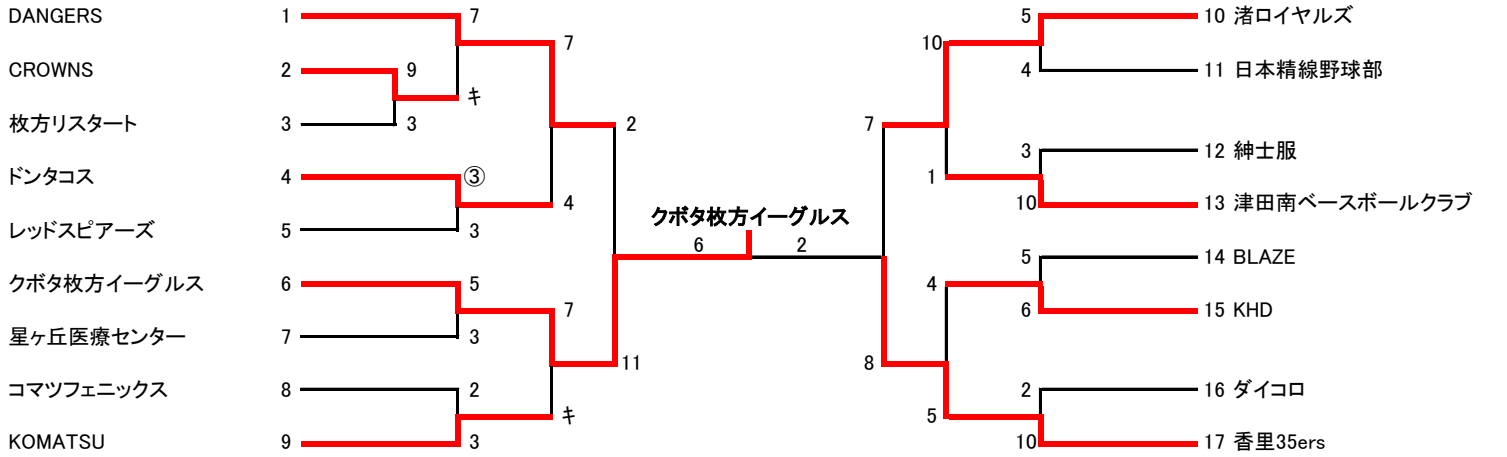 DANGERS 1 7 5 10 渚ロイヤルズ
7 10
CROWNS 2 9 4 11 日本精線野球部
キ
枚方リスタート 3 3 2 7
3 12 紳士服
ドンタコス 4 ③ 1
4 10 13 津田南ベースボールクラブ
クボタ枚方イーグルス
レッドスピアーズ 5 3
6 2
5 14 BLAZE
クボタ枚方イーグルス 6 5 4
7 6 15 KHD
星ヶ丘医療センター 7 3
11 8
コマツフェニックス 8 2 2 16 ダイコロ
キ 5
KOMATSU 9 3 10 17 香里35ers